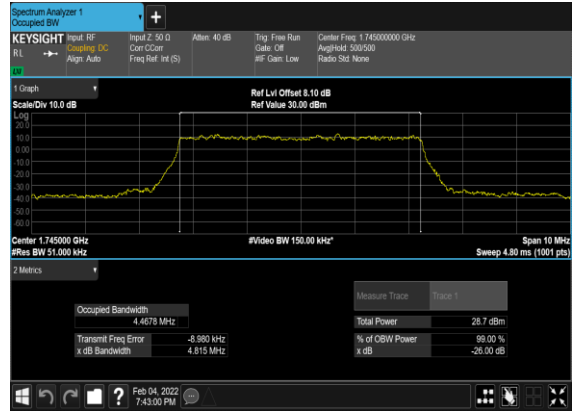 Spectrum Analyzer 1
Occupied BW
+
KEYSIGHT
RL
Input: RF
Coupling: DC
Align: Auto
Input Z: 50 Ω
Corr CCorr
Freq Ref: Int (S)
Atten: 40 dB
Trig: Free Run
Gate: Off
#IF Gain: Low
Center Freq: 1.745000000 GHz
Avg|Hold: 500/500
Radio Std: None
1 Graph
Scale/Div 10.0 dB
Ref Lvl Offset 8.10 dB
Ref Value 30.00 dBm
Log
20.0
10.0
0.00
-10.0
-20.0
-30.0
-40.0
-50.0
-60.0
Center 1.745000 GHz
#Res BW 51.000 kHz
#Video BW 150.00 kHz*
Span 10 MHz
Sweep 4.80 ms (1001 pts)
2 Metrics
Measure Trace
Trace 1
Occupied Bandwidth
4.4678 MHz
Total Power
28.7 dBm
Transmit Freq Error
-8.980 kHz
% of OBW Power
99.00 %
x dB Bandwidth
4.815 MHz
x dB
-26.00 dB
?
Feb 04, 2022
7:43:00 PM